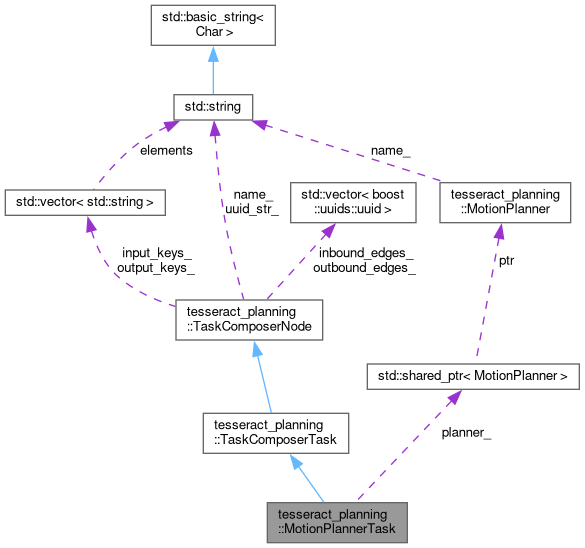 std::basic_string<
Char >
std::string
elements
name_
name_
uuid_str_
std::vector< std::string >
std::vector< boost
::uuids::uuid >
tesseract_planning
::MotionPlanner
input_keys_
output_keys_
inbound_edges_
outbound_edges_
ptr
tesseract_planning
::TaskComposerNode
std::shared_ptr< MotionPlanner >
tesseract_planning
::TaskComposerTask
planner_
tesseract_planning
::MotionPlannerTask